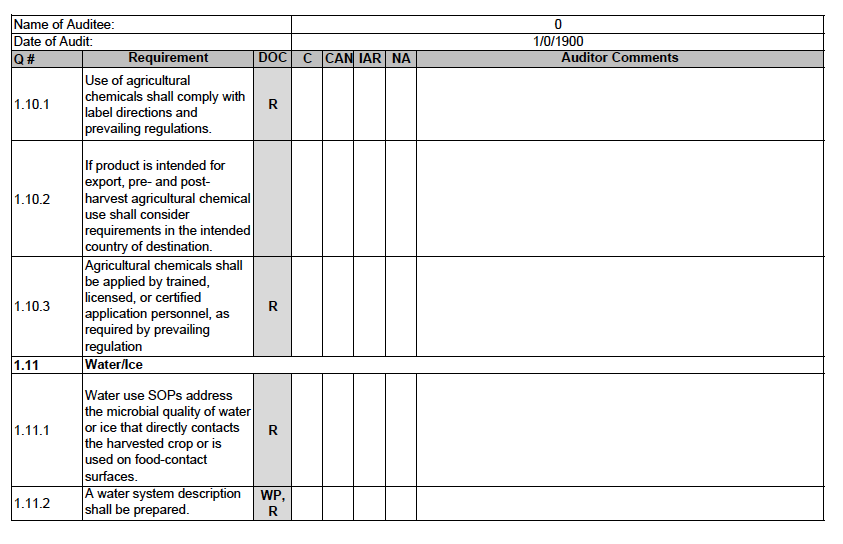 Name of Auditee: 0
Date of Audit: 1/0/1900
Q # Requirement DOC C CAN IAR NA Auditor Comments
1.10.1
Use of agricultural
chemicals shall comply with
label directions and
prevailing regulations.
R
1.10.2
If product is intended for
export, pre- and post-
harvest agricultural chemical
use shall consider
requirements in the intended
country of destination.
1.10.3
Agricultural chemicals shall
be applied by trained,
licensed, or certified
application personnel, as
required by prevailing
regulation
R
1.11 Water/Ice
1.11.1
Water use SOPs address
the microbial quality of water
or ice that directly contacts
the harvested crop or is
used on food-contact
surfaces.
R
1.11.2
A water system description
shall be prepared.
WP,
R